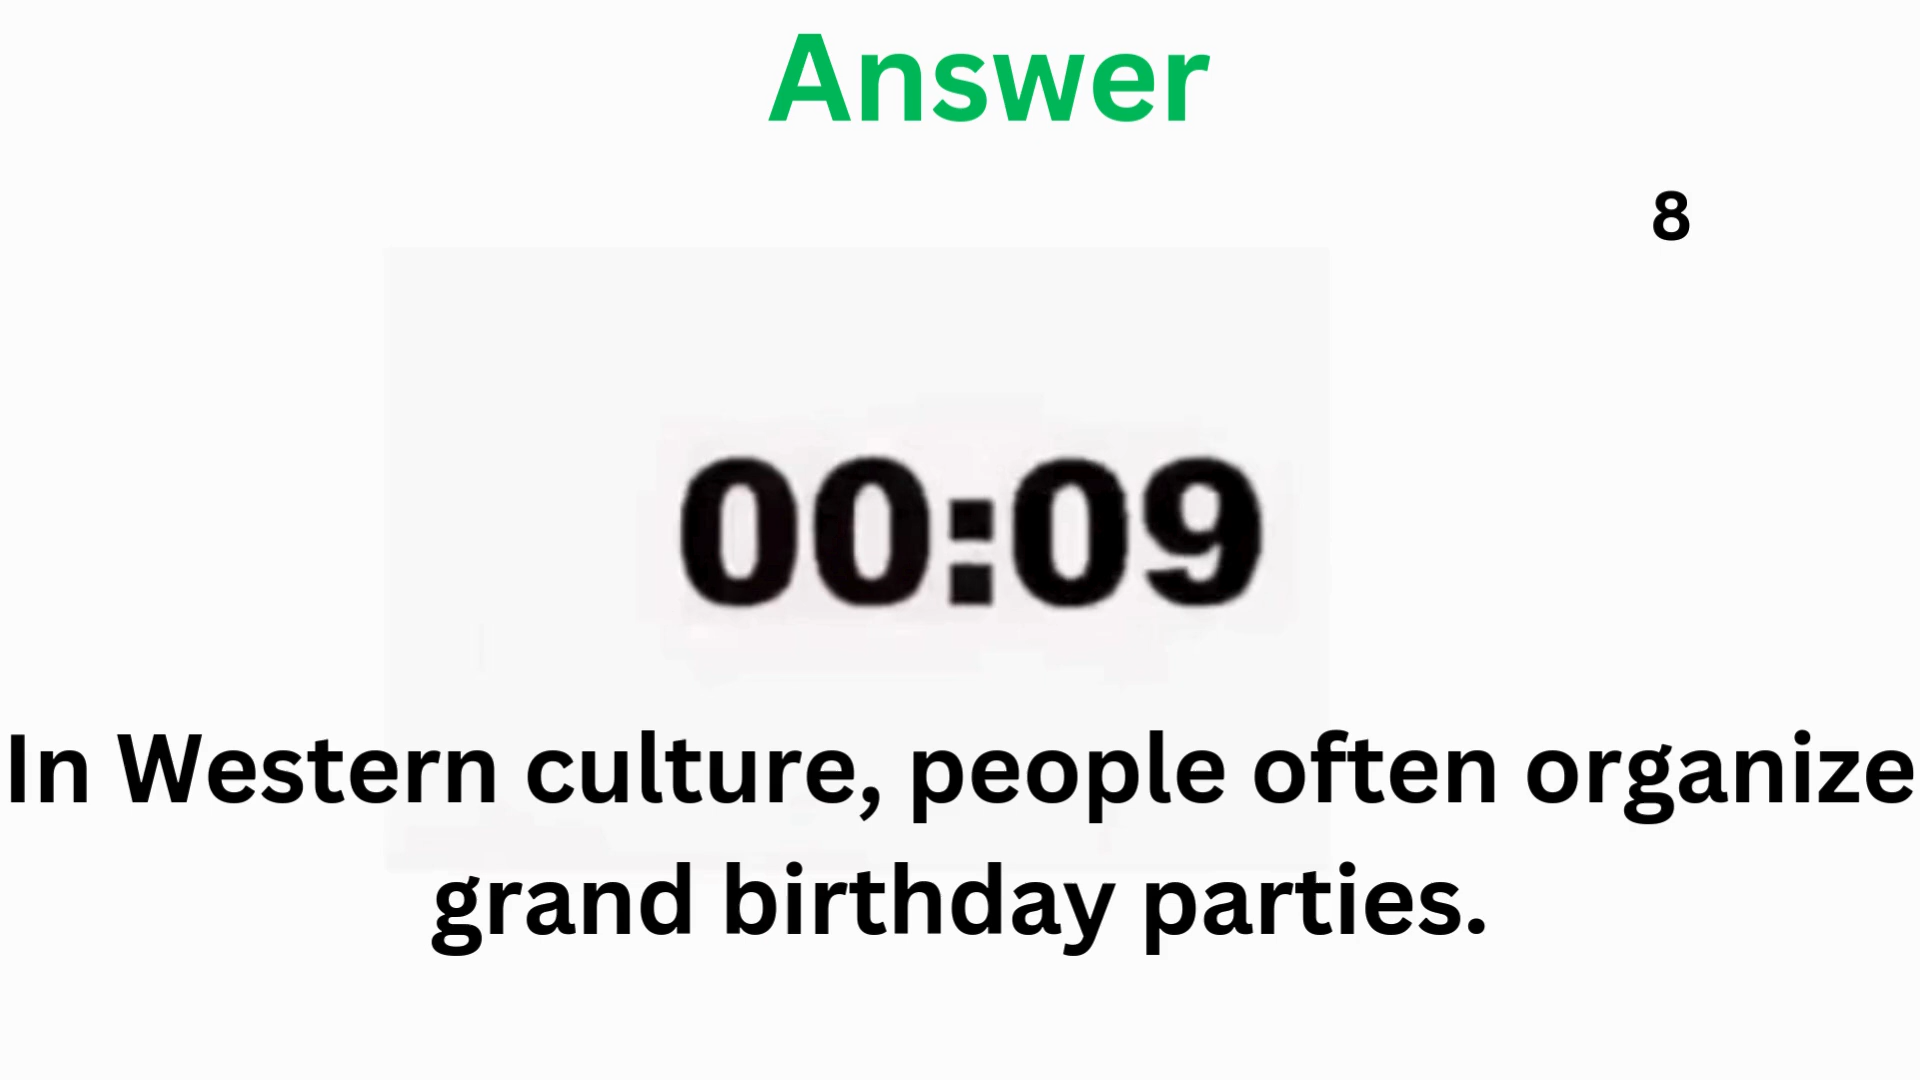 Answer
8
00:09
In Western culture, people often organize
grand birthday parties.